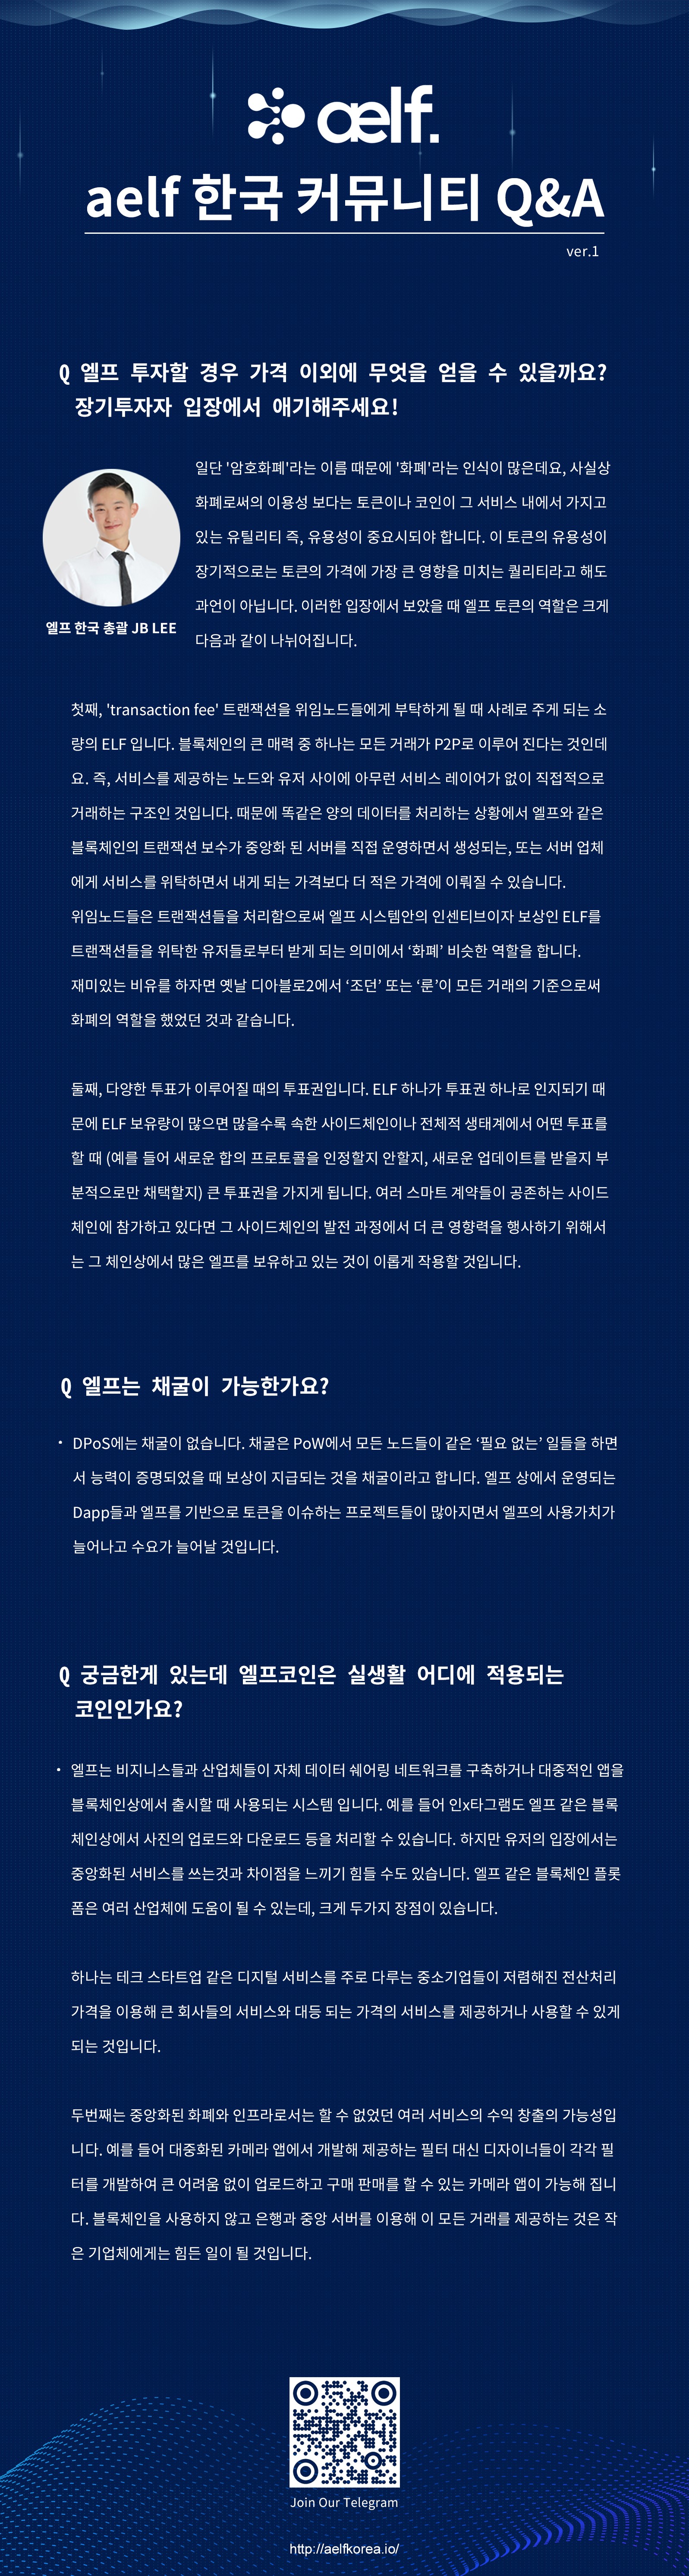 aelf.
aelf 한국 커뮤니티 Q&A
ver.1
Q 엘프 투자할 경우 가격 이외에 무엇을 얻을 수 있을까요?
장기투자자 입장에서 얘기해주세요!
일단 '암호화폐'라는 이름 때문에 '화폐'라는 인식이 많은데요, 사실상
화폐로써의 이용성 보다는 토큰이나 코인이 그 서비스 내에서 가지고
있는 유틸리티 즉, 유용성이 중요시되야 합니다. 이 토큰의 유용성이
장기적으로는 토큰의 가격에 가장 큰 영향을 미치는 퀄리티라고 해도
과언이 아닙니다. 이러한 입장에서 보았을 때 엘프 토큰의 역할은 크게
다음과 같이 나뉘어집니다.
엘프 한국 총괄 JB LEE
첫째, 'transaction fee' 트랜잭션을 위임노드들에게 부탁하게 될 때 사례로 주게 되는 소
량의 ELF 입니다. 블록체인의 큰 매력 중 하나는 모든 거래가 P2P로 이루어 진다는 것인데
요. 즉, 서비스를 제공하는 노드와 유저 사이에 아무런 서비스 레이어가 없이 직접적으로
거래하는 구조인 것입니다. 때문에 똑같은 양의 데이터를 처리하는 상황에서 엘프와 같은
블록체인의 트랜잭션 보수가 중앙화 된 서버를 직접 운영하면서 생성되는, 또는 서버 업체
에게 서비스를 위탁하면서 내게 되는 가격보다 더 적은 가격에 이뤄질 수 있습니다.
위임노드들은 트랜잭션들을 처리함으로써 엘프 시스템안의 인센티브이자 보상인 ELF를
트랜잭션들을 위탁한 유저들로부터 받게 되는 의미에서 ‘화폐’ 비슷한 역할을 합니다.
재미있는 비유를 하자면 옛날 디아블로2에서 ‘조던’ 또는 ‘룬’이 모든 거래의 기준으로써
화폐의 역할을 했었던 것과 같습니다.
둘째, 다양한 투표가 이루어질 때의 투표권입니다. ELF 하나가 투표권 하나로 인지되기 때
문에 ELF 보유량이 많으면 많을수록 속한 사이드체인이나 전체적 생태계에서 어떤 투표를
할 때 (예를 들어 새로운 합의 프로토콜을 인정할지 안할지, 새로운 업데이트를 받을지 부
분적으로만 채택할지) 큰 투표권을 가지게 됩니다. 여러 스마트 계약들이 공존하는 사이드
체인에 참가하고 있다면 그 사이드체인의 발전 과정에서 더 큰 영향력을 행사하기 위해서
는 그 체인상에서 많은 엘프를 보유하고 있는 것이 이롭게 작용할 것입니다.
Q 엘프는 채굴이 가능한가요?
· DPoS에는 채굴이 없습니다. 채굴은 PoW에서 모든 노드들이 같은 ‘필요 없는’ 일들을 하면
서 능력이 증명되었을 때 보상이 지급되는 것을 채굴이라고 합니다. 엘프 상에서 운영되는
Dapp들과 엘프를 기반으로 토큰을 이슈하는 프로젝트들이 많아지면서 엘프의 사용가치가
늘어나고 수요가 늘어날 것입니다.
Q 궁금한게 있는데 엘프코인은 실생활 어디에 적용되는
코인인가요?
· 엘프는 비지니스들과 산업체들이 자체 데이터 쉐어링 네트워크를 구축하거나 대중적인 앱을
블록체인상에서 출시할 때 사용되는 시스템 입니다. 예를 들어 인x타그램도 엘프 같은 블록
체인상에서 사진의 업로드와 다운로드 등을 처리할 수 있습니다. 하지만 유저의 입장에서는
중앙화된 서비스를 쓰는것과 차이점을 느끼기 힘들 수도 있습니다. 엘프 같은 블록체인 플롯
폼은 여러 산업체에 도움이 될 수 있는데, 크게 두가지 장점이 있습니다.
하나는 테크 스타트업 같은 디지털 서비스를 주로 다루는 중소기업들이 저렴해진 전산처리
가격을 이용해 큰 회사들의 서비스와 대등 되는 가격의 서비스를 제공하거나 사용할 수 있게
되는 것입니다.
두번째는 중앙화된 화폐와 인프라로서는 할 수 없었던 여러 서비스의 수익 창출의 가능성입
니다. 예를 들어 대중화된 카메라 앱에서 개발해 제공하는 필터 대신 디자이너들이 각각 필
터를 개발하여 큰 어려움 없이 업로드하고 구매 판매를 할 수 있는 카메라 앱이 가능해 집니
다. 블록체인을 사용하지 않고 은행과 중앙 서버를 이용해 이 모든 거래를 제공하는 것은 작
은 기업체에게는 힘든 일이 될 것입니다.
Join Our Telegram
http://aelfkorea.io/